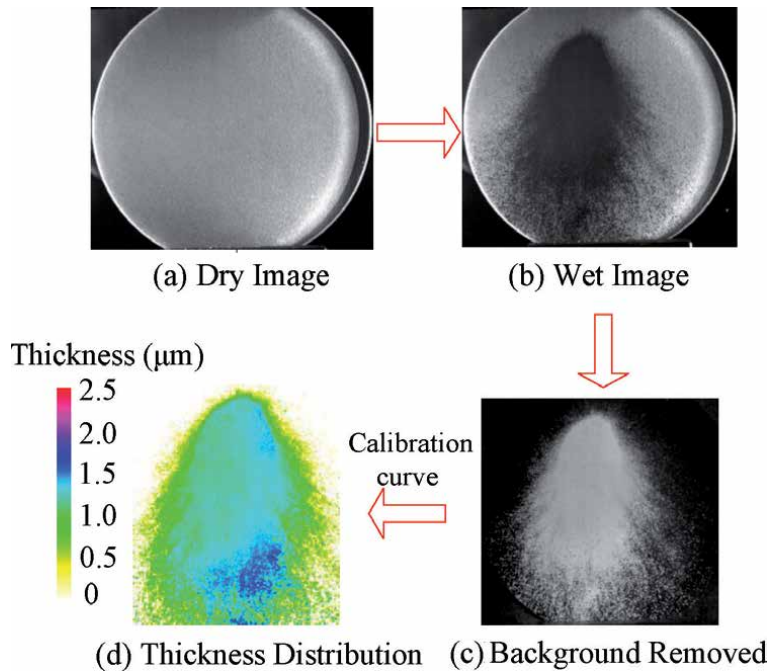 (a) Dry Image
(b) Wet Image
Thickness (μm)
2.5
2.0
1.5
1.0
0.5
0
Calibration
curve
(d) Thickness Distribution
(c) Background Removed